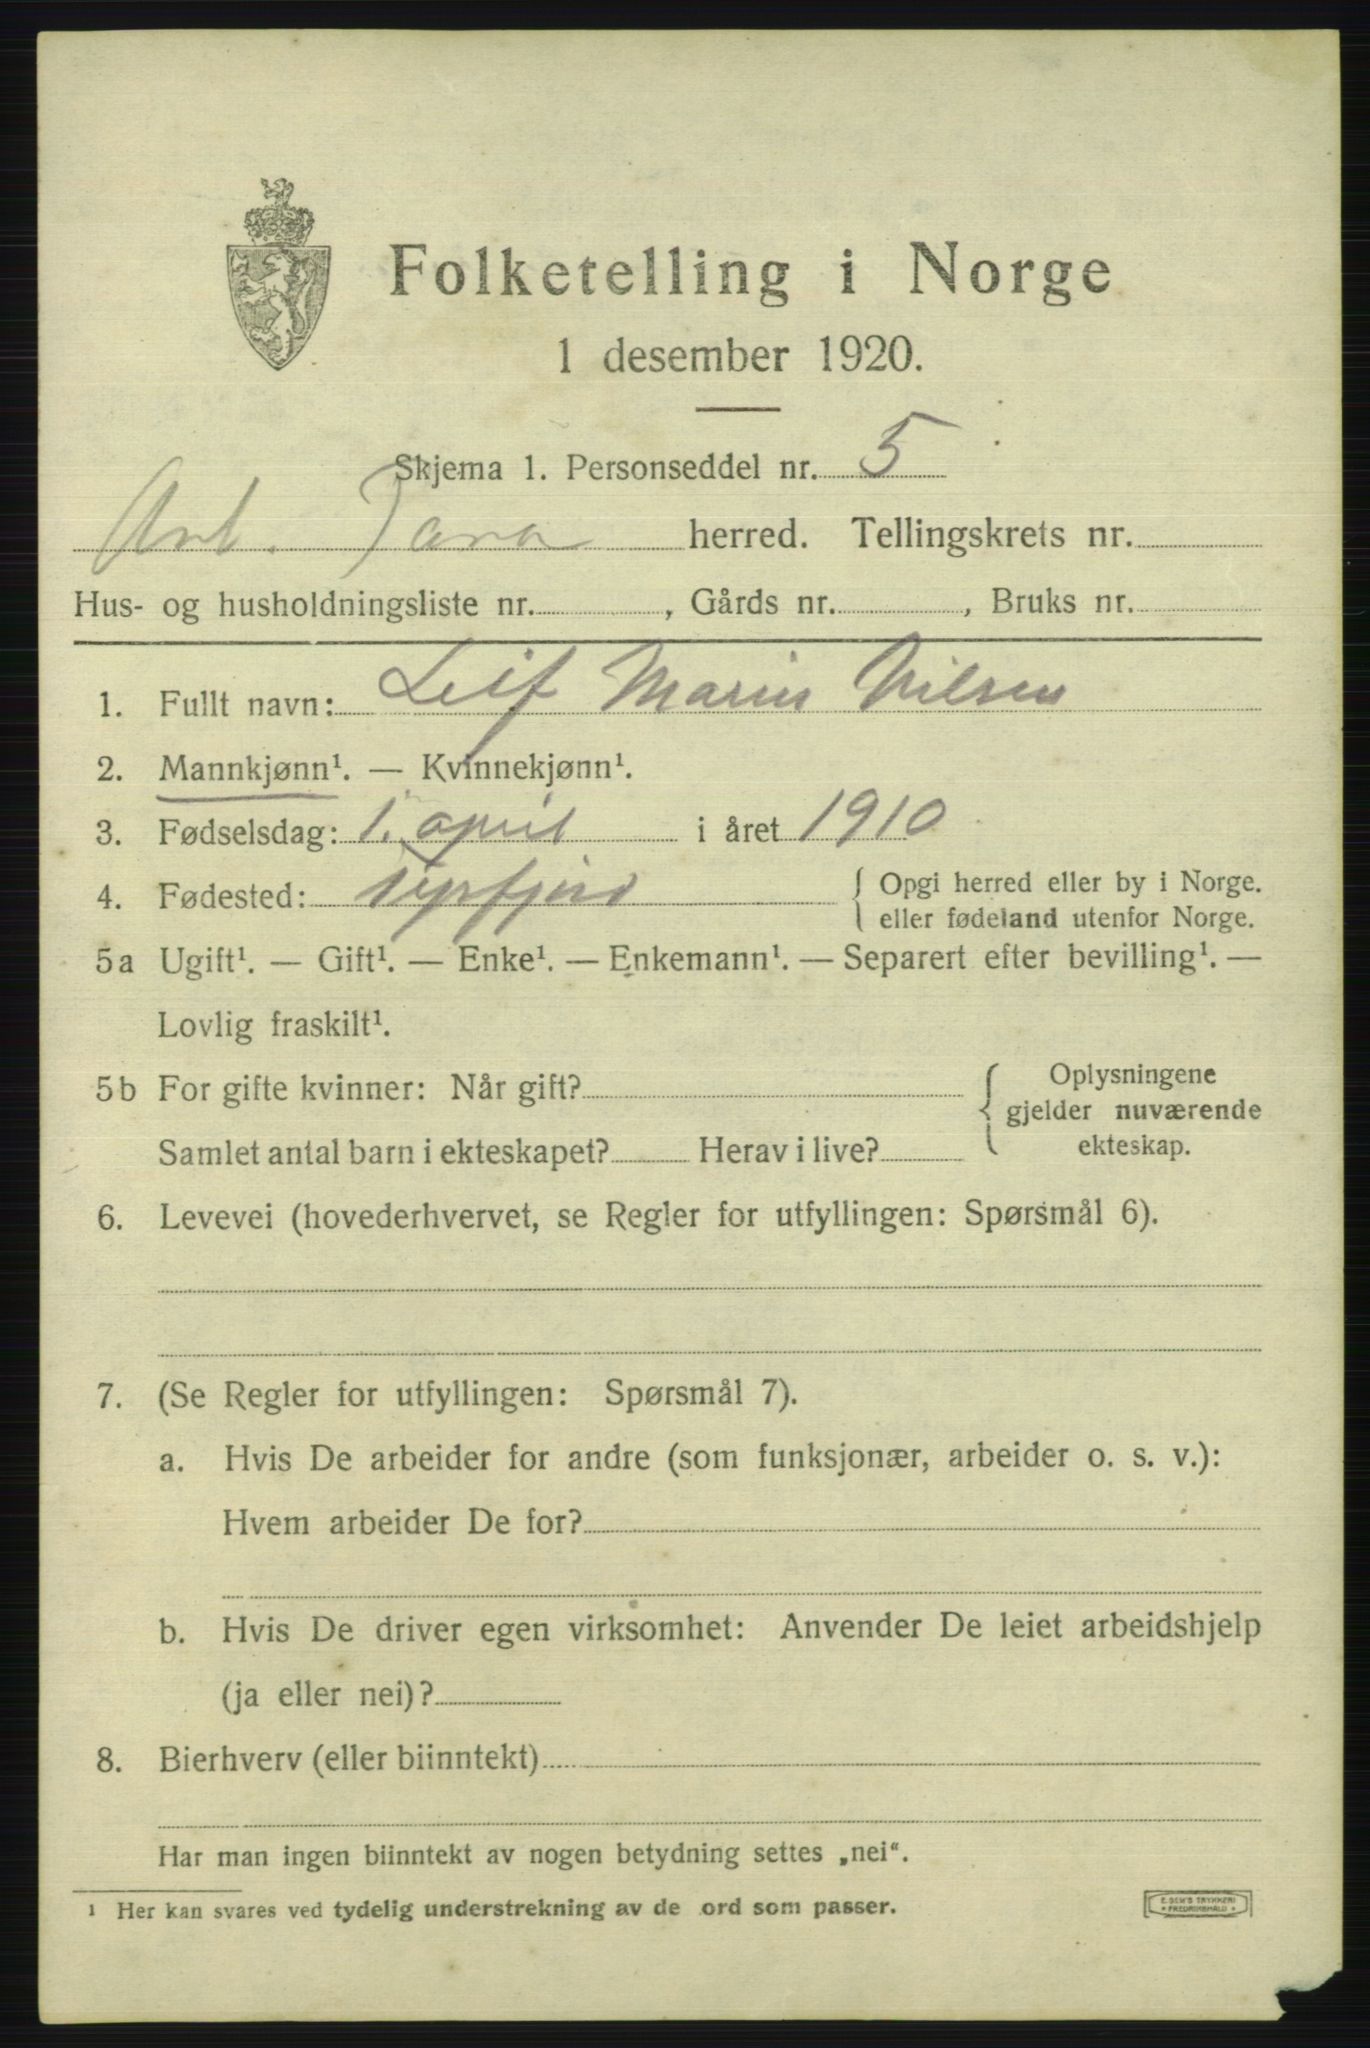 Folketelling i Norge
1 desember 1920.
Skjema 1. Personseddel nr. 5
Ark. Tana herred. Tellingskrets nr.
Hus- og husholdningsliste nr. , Gårds nr. , Bruks nr.
1. Fullt navn: Leif Marius Nilsen
2. Mannkjønn¹. — Kvinnekjønn¹.
3. Fødselsdag: 1. april i året 1910
4. Fødested: { Opgi herred eller by i Norge.
eller fødeland utenfor Norge.
5a Ugift¹. — Gift¹. — Enke¹. — Enkemann¹. — Separert efter bevilling¹. —
Lovlig fraskilt¹.
5b For gifte kvinner: Når gift? { Oplysningene
gjelder nuværende
ekteskap.
Samlet antal barn i ekteskapet? Herav i live?
6. Levevei (hovederhvervet, se Regler for utfyllingen: Spørsmål 6).
7. (Se Regler for utfyllingen: Spørsmål 7).
a. Hvis De arbeider for andre (som funksjonær, arbeider o. s. v.):
Hvem arbeider De for?
b. Hvis De driver egen virksomhet: Anvender De leiet arbeidshjelp
(ja eller nei)?
8. Bierhverv (eller biinntekt)
Har man ingen biinntekt av nogen betydning settes „nei“.
¹ Her kan svares ved tydelig understrekning av de ord som passer.
E. SEM'S TRYKKERI
FREDRIKSHALD